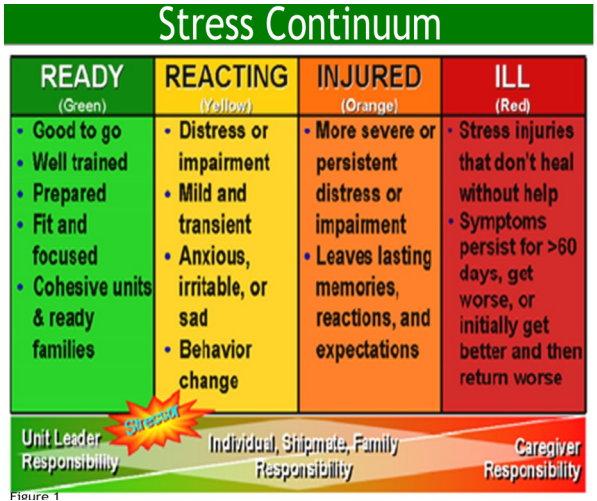 Stress Continuum
READY
(Green)
• Good to go
• Well trained
• Prepared
• Fit and
focused
• Cohesive units
& ready
families
REACTING
(Yellow)
• Distress or
impairment
• Mild and
transient
• Anxious,
irritable, or
sad
• Behavior
change
INJURED
(Orange)
• More severe or
persistent
distress or
impairment
• Leaves lasting
memories,
reactions, and
expectations
ILL
(Red)
• Stress injuries
that don't heal
without help
• Symptoms
persist for >60
days, get
worse, or
initially get
better and then
return worse
Stressor
Unit Leader
Responsibility
Individual, Shipmate, Family
Responsibility
Caregiver
Responsibility
Figure 1